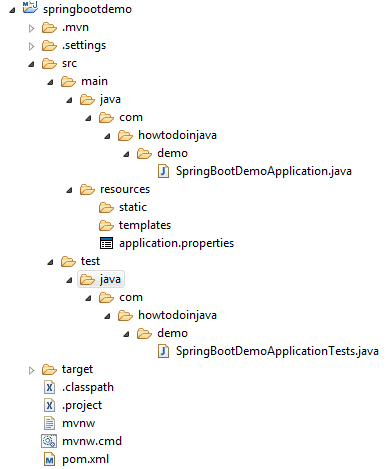 springbootdemo
.mvn
.settings
src
main
java
com
howtodoinjava
demo
SpringBootDemoApplication.java
resources
static
templates
application.properties
test
java
com
howtodoinjava
demo
SpringBootDemoApplicationTests.java
target
.classpath
.project
mvnw
mvnw.cmd
pom.xml